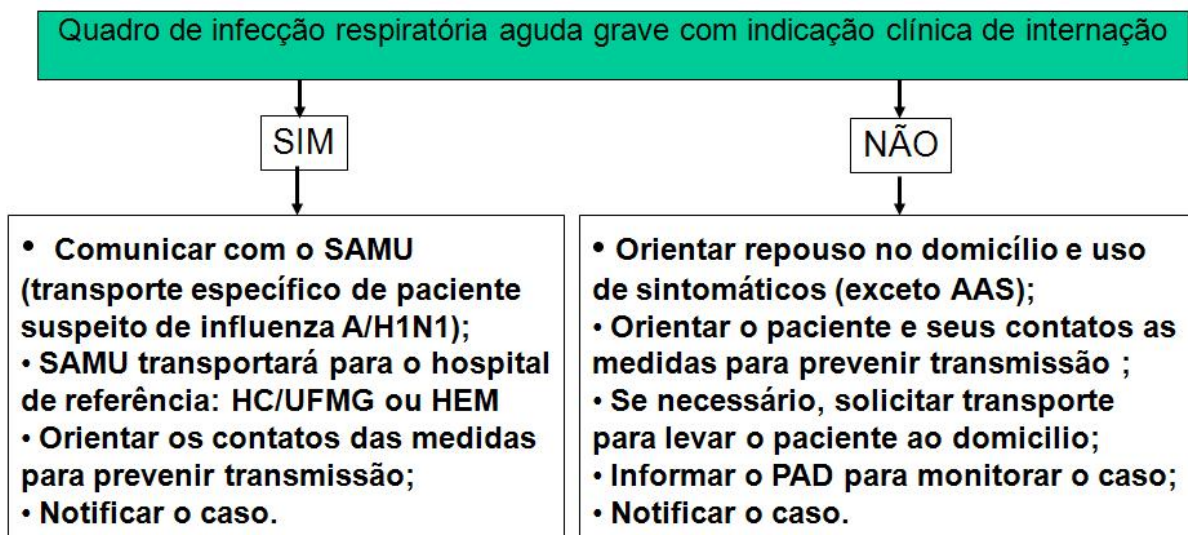 Quadro de infecção respiratória aguda grave com indicação clínica de internação
SIM
NÃO
• Comunicar com o SAMU
(transporte específico de paciente
suspeito de influenza A/H1N1);
• SAMU transportará para o hospital
de referência: HC/UFMG ou HEM
• Orientar os contatos das medidas
para prevenir transmissão;
• Notificar o caso.
• Orientar repouso no domicílio e uso
de sintomáticos (exceto AAS);
• Orientar o paciente e seus contatos as
medidas para prevenir transmissão ;
• Se necessário, solicitar transporte
para levar o paciente ao domicilio;
• Informar o PAD para monitorar o caso;
• Notificar o caso.